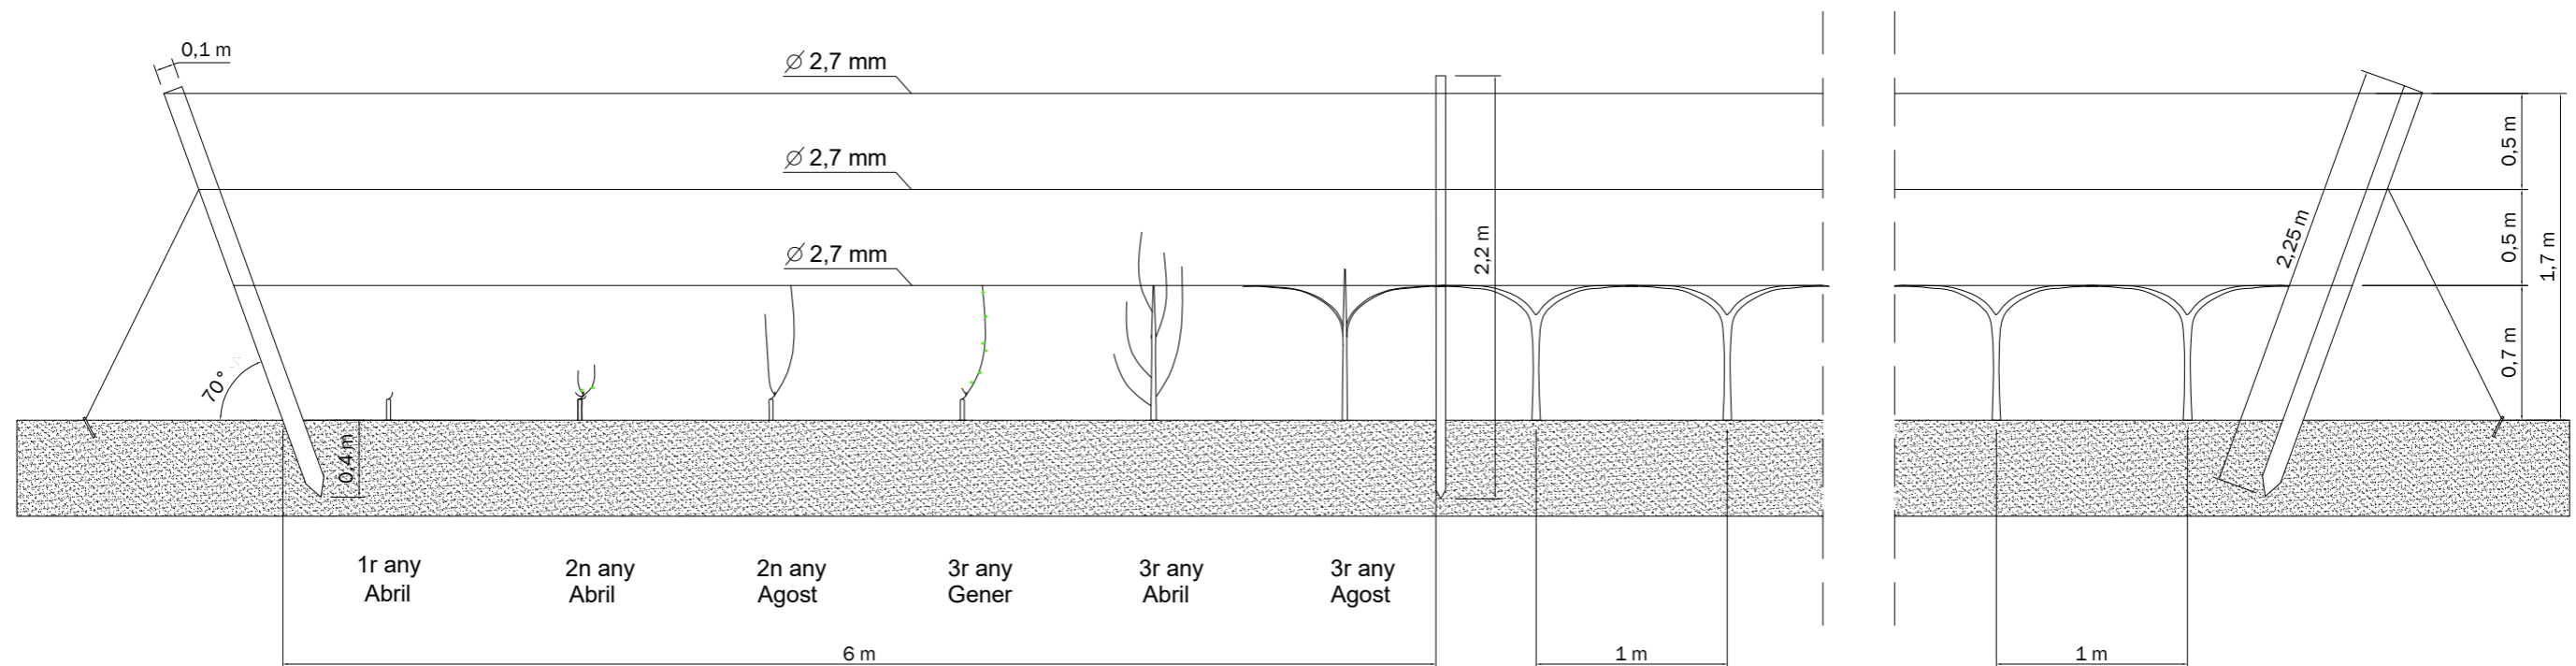 0,1 m
⌀ 2,7 mm
⌀ 2,7 mm
⌀ 2,7 mm
2,2 m
2,25 m
0,5 m
0,5 m
1,7 m
0,7 m
70°
0,4 m
1r any
Abril
2n any
Abril
2n any
Agost
3r any
Gener
3r any
Abril
3r any
Agost
6 m
1 m
1 m